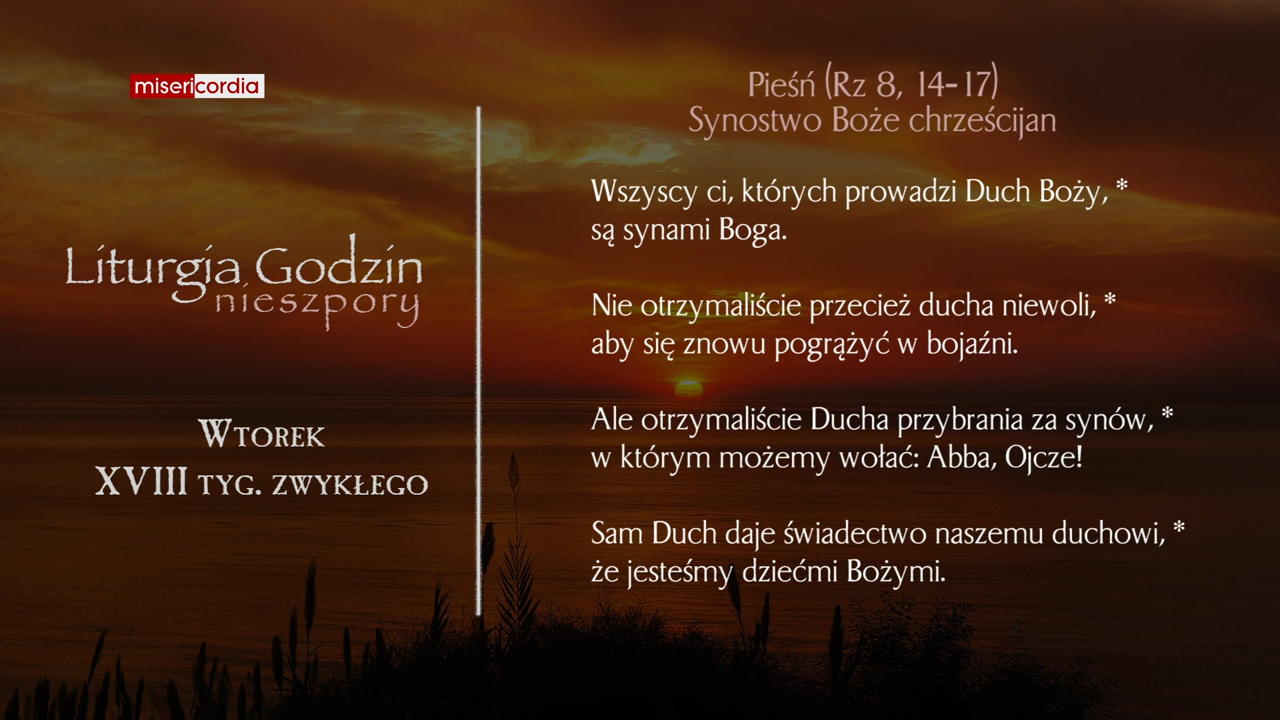 misericordia
Liturgia Godzin
nieszpory
Wtorek
XVIII tyg. zwykłego
Pieśń (Rz 8, 14-17)
Synostwo Boże chrześcijan
Wszyscy ci, których prowadzi Duch Boży, *
są synami Boga.
Nie otrzymaliście przecież ducha niewoli, *
aby się znowu pogrążyć w bojaźni.
Ale otrzymaliście Ducha przybrania za synów, *
w którym możemy wołać: Abba, Ojcze!
Sam Duch daje świadectwo naszemu duchowi, *
że jesteśmy dziećmi Bożymi.